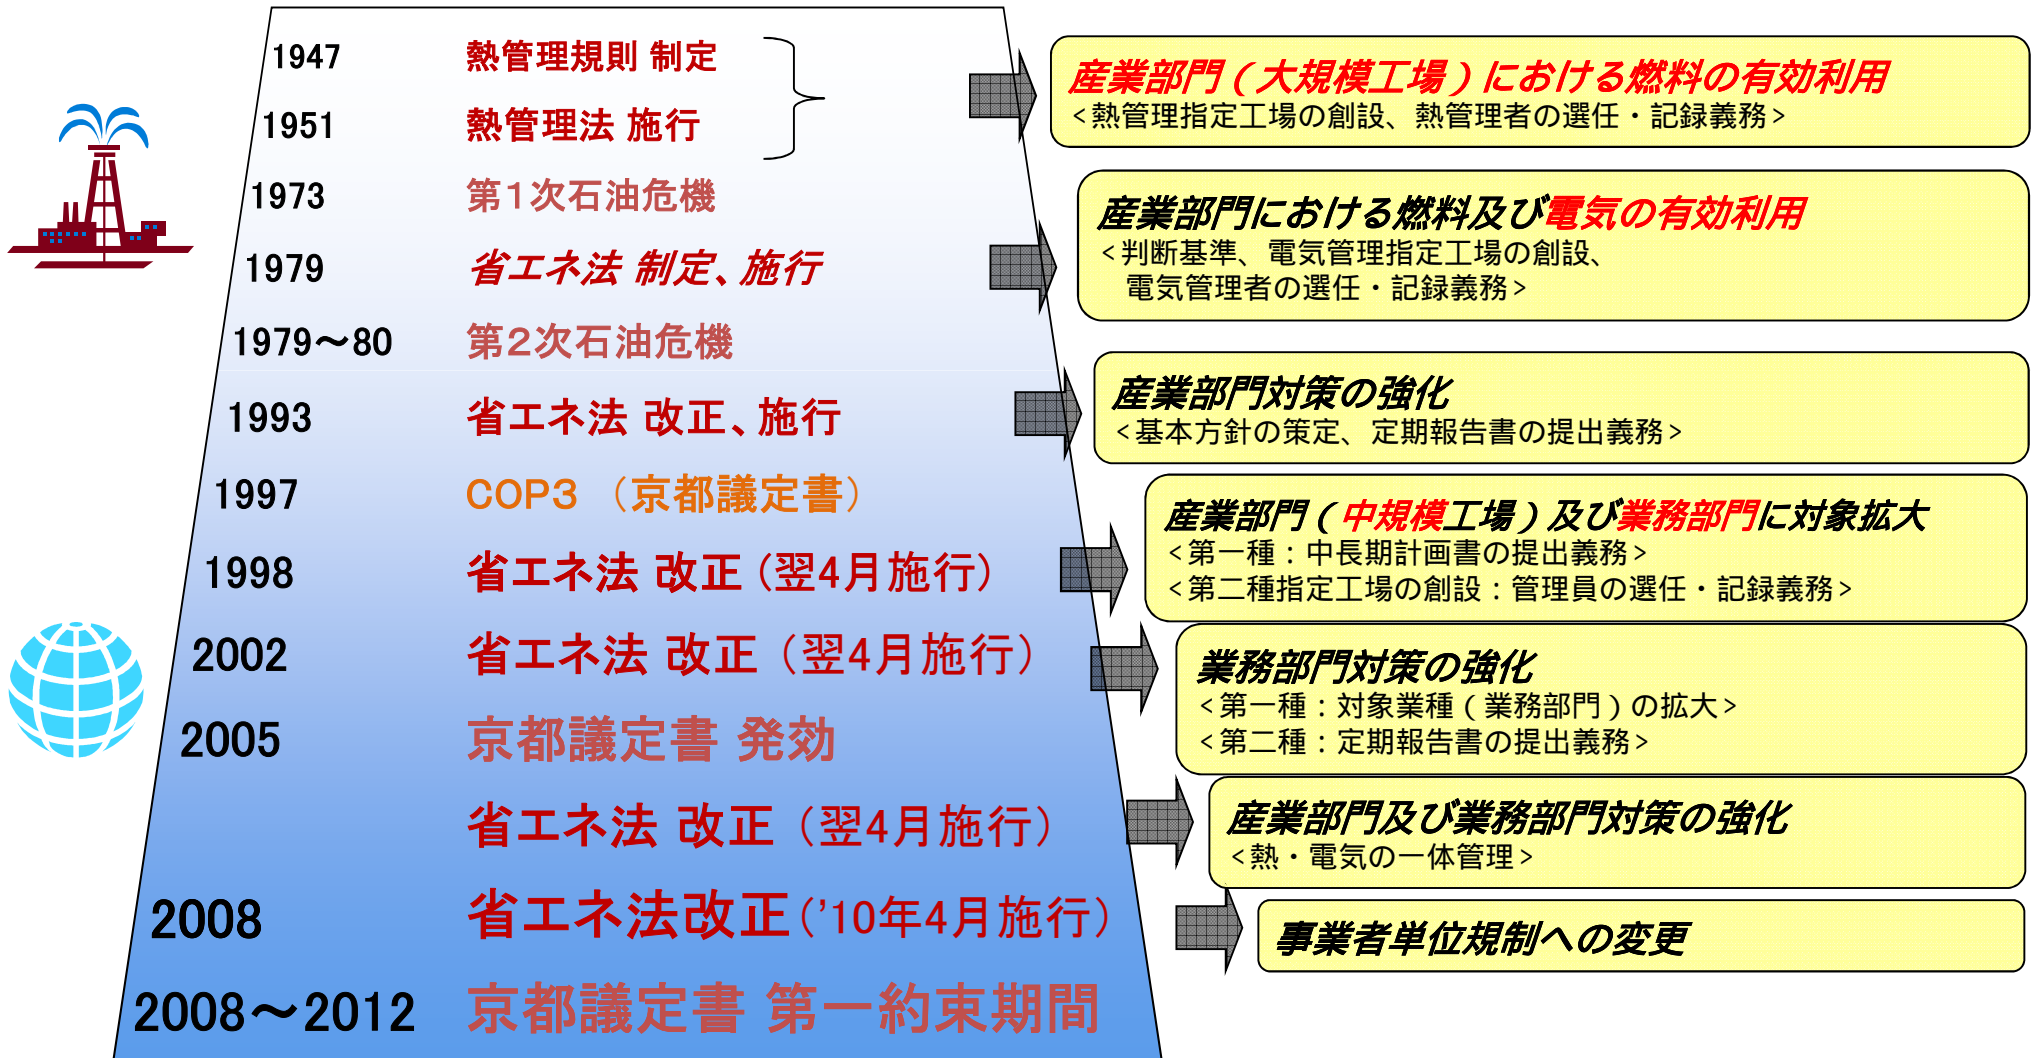 1947 熱管理規則 制定
1951 熱管理法 施行
産業部門（大規模工場）における燃料の有効利用
<熱管理指定工場の創設、熱管理者の選任・記録義務>
1973 第1次石油危機
1979 省エネ法 制定、施行
産業部門における燃料及び電気の有効利用
<判断基準、電気管理指定工場の創設、
電気管理者の選任・記録義務>
1979～80 第2次石油危機
1993 省エネ法 改正、施行
産業部門対策の強化
<基本方針の策定、定期報告書の提出義務>
1997 COP3 （京都議定書）
1998 省エネ法 改正（翌4月施行）
産業部門（中規模工場）及び業務部門に対象拡大
<第一種：中長期計画書の提出義務>
<第二種指定工場の創設：管理員の選任・記録義務>
2002 省エネ法 改正（翌4月施行）
業務部門対策の強化
<第一種：対象業種（業務部門）の拡大>
<第二種：定期報告書の提出義務>
2005 京都議定書 発効
省エネ法 改正（翌4月施行）
産業部門及び業務部門対策の強化
<熱・電気の一体管理>
2008 省エネ法改正（'10年4月施行）
事業者単位規制への変更
2008～2012 京都議定書 第一約束期間